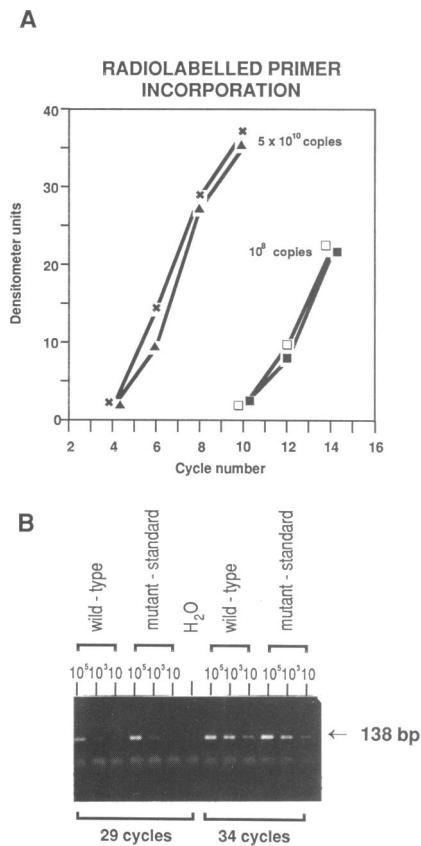 A
RADIOLABELLED PRIMER
INCORPORATION
40
30
20
10
0
Densitometer units
5 x 10¹⁰ copies
10⁸ copies
2 4 6 8 10 12 14 16
Cycle number
B
wild - type
mutant - standard
H₂O
wild - type
mutant - standard
10⁵ 10³ 10 10⁵ 10³ 10 10⁵ 10³ 10 10⁵ 10³ 10
← 138 bp
29 cycles 34 cycles